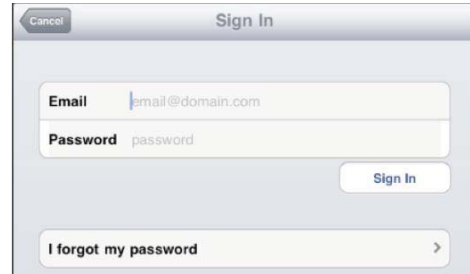 Cancel Sign In
Email email@domain.com
Password password
Sign In
I forgot my password